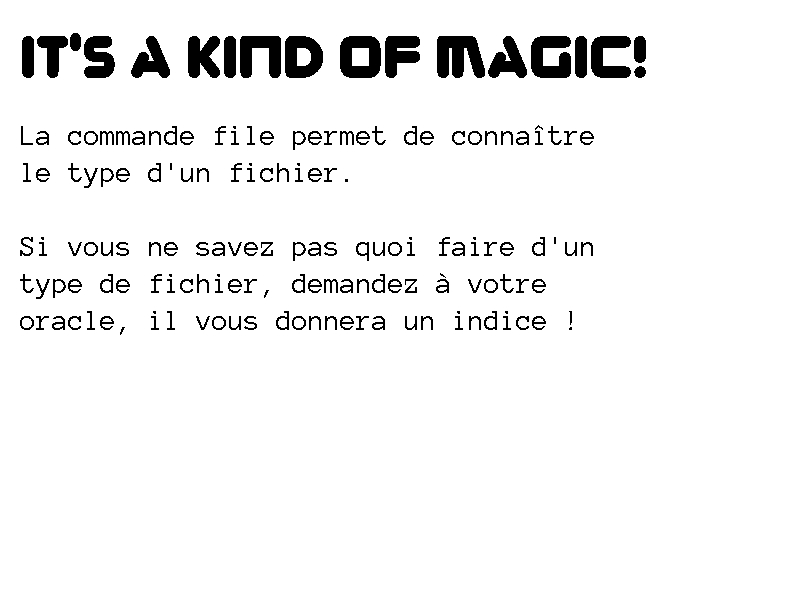 IT'S A KIND OF MAGIC!
La commande file permet de connaître
le type d'un fichier.
Si vous ne savez pas quoi faire d'un
type de fichier, demandez à votre
oracle, il vous donnera un indice !